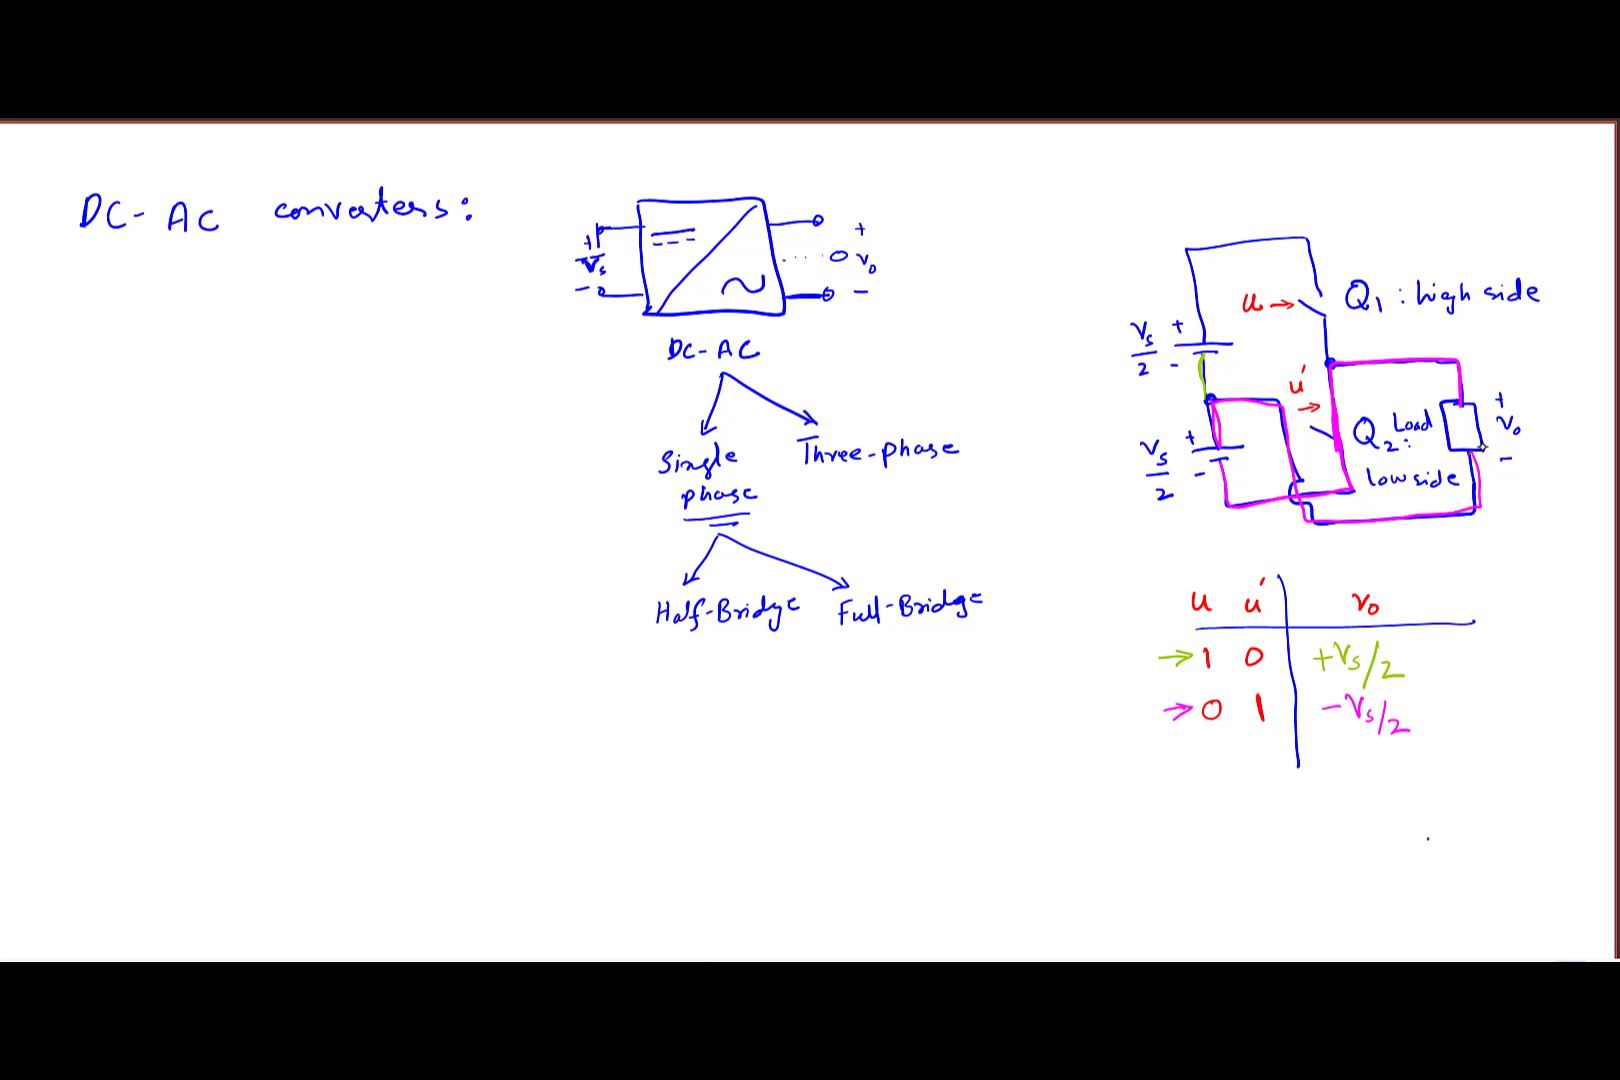 DC-AC converters:
+
Vs
-
+
vo
-
DC-AC
Single phase
Three-phase
Half-Bridge
Full-Bridge
u → Q1 : high side
Vs/2
+
-
u' →
Q2 : low side
Load
+
vo
-
Vs/2
+
-
u u' vo
→ 1 0 +Vs/2
→ 0 1 -Vs/2